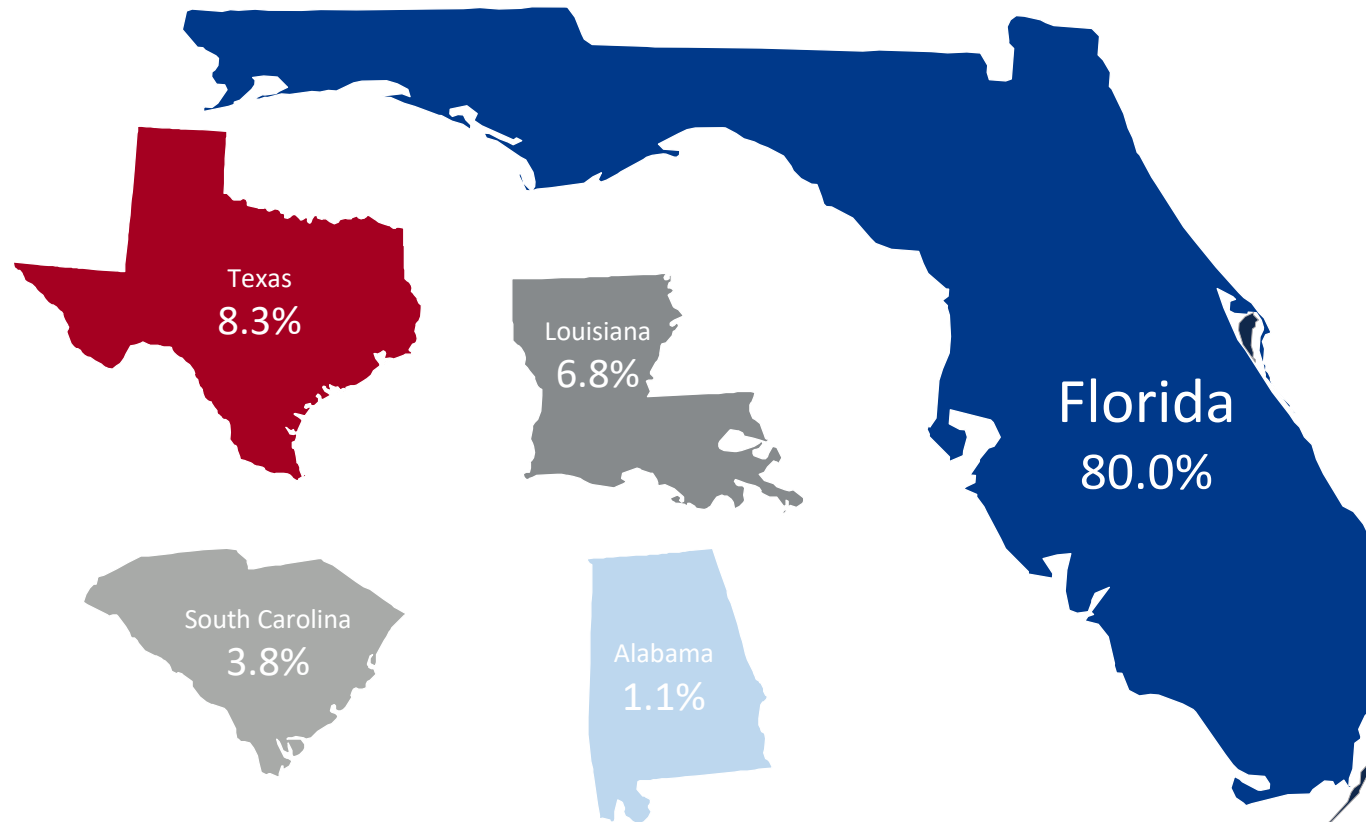 Texas
8.3%
Louisiana
6.8%
Florida
80.0%
South Carolina
3.8%
Alabama
1.1%